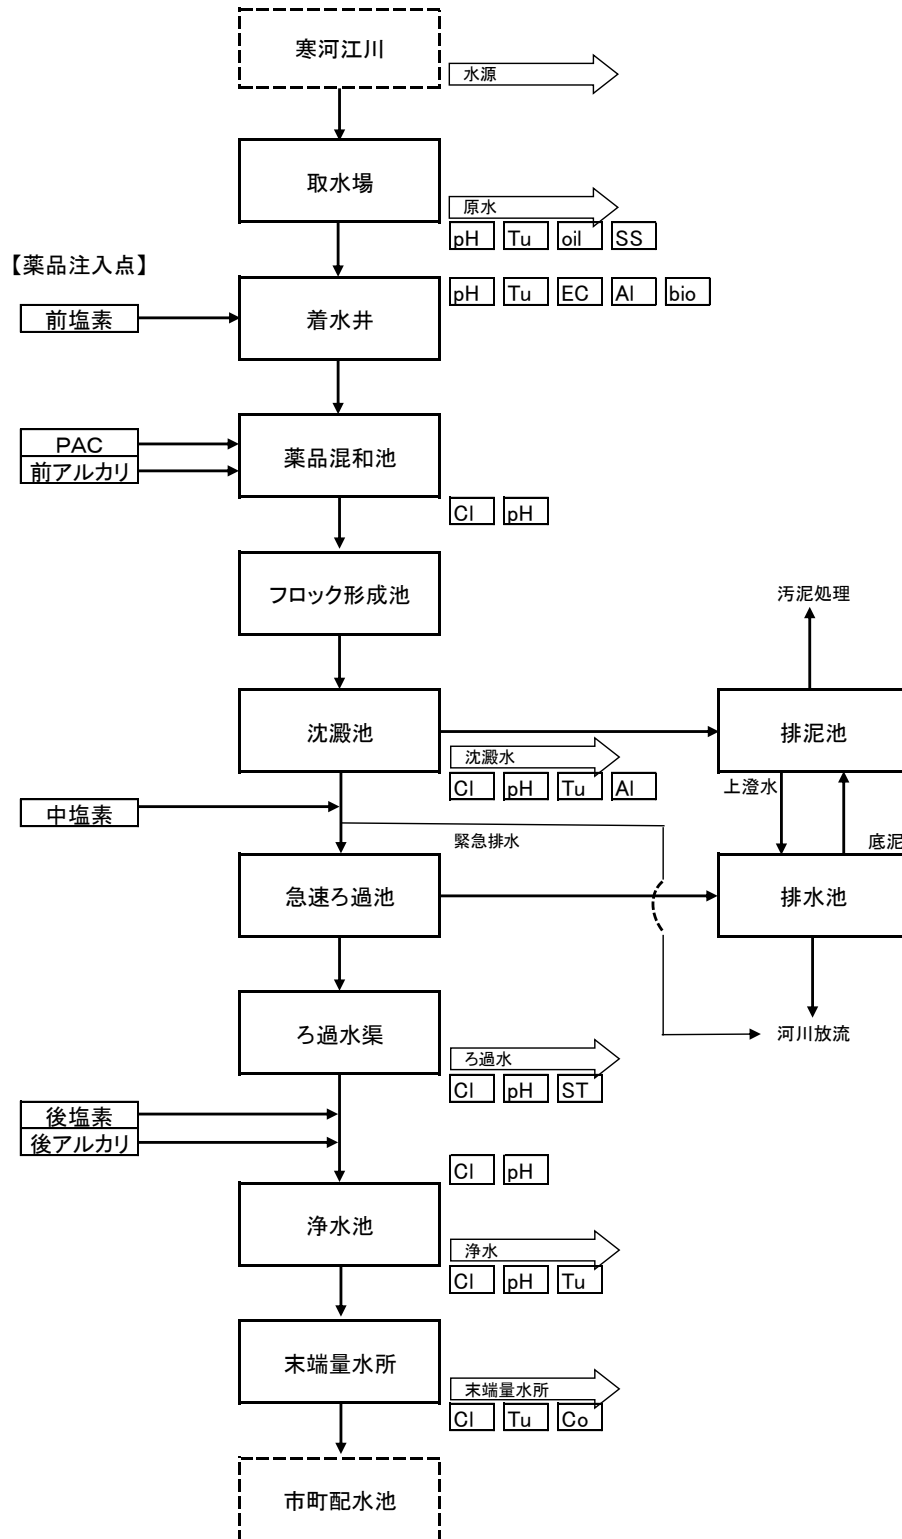 寒河江川
水源
取水場
原水
pH Tu oil SS
【薬品注入点】
pH Tu EC Al bio
前塩素
着水井
PAC
前アルカリ
薬品混和池
Cl pH
フロック形成池
汚泥処理
沈澱池
排泥池
沈澱水
Cl pH Tu Al
上澄水
中塩素
緊急排水
底泥
急速ろ過池
排水池
ろ過水渠
河川放流
ろ過水
Cl pH ST
後塩素
後アルカリ
Cl pH
浄水池
浄水
Cl pH Tu
末端量水所
末端量水所
Cl Tu Co
市町配水池